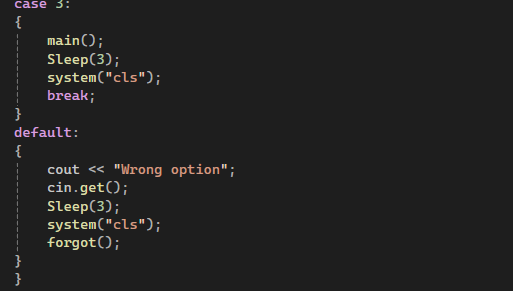 case 3:
{
main();
Sleep(3);
system("cls");
break;
}
default:
{
cout << "Wrong option";
cin.get();
Sleep(3);
system("cls");
forgot();
}
}